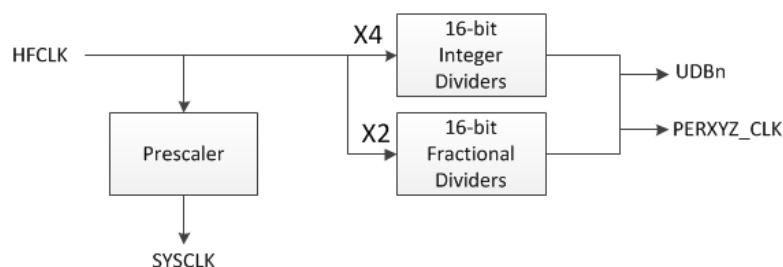 HFCLK
X4
16-bit
Integer
Dividers
UDBn
X2
16-bit
Fractional
Dividers
PERXYZ_CLK
Prescaler
SYSCLK